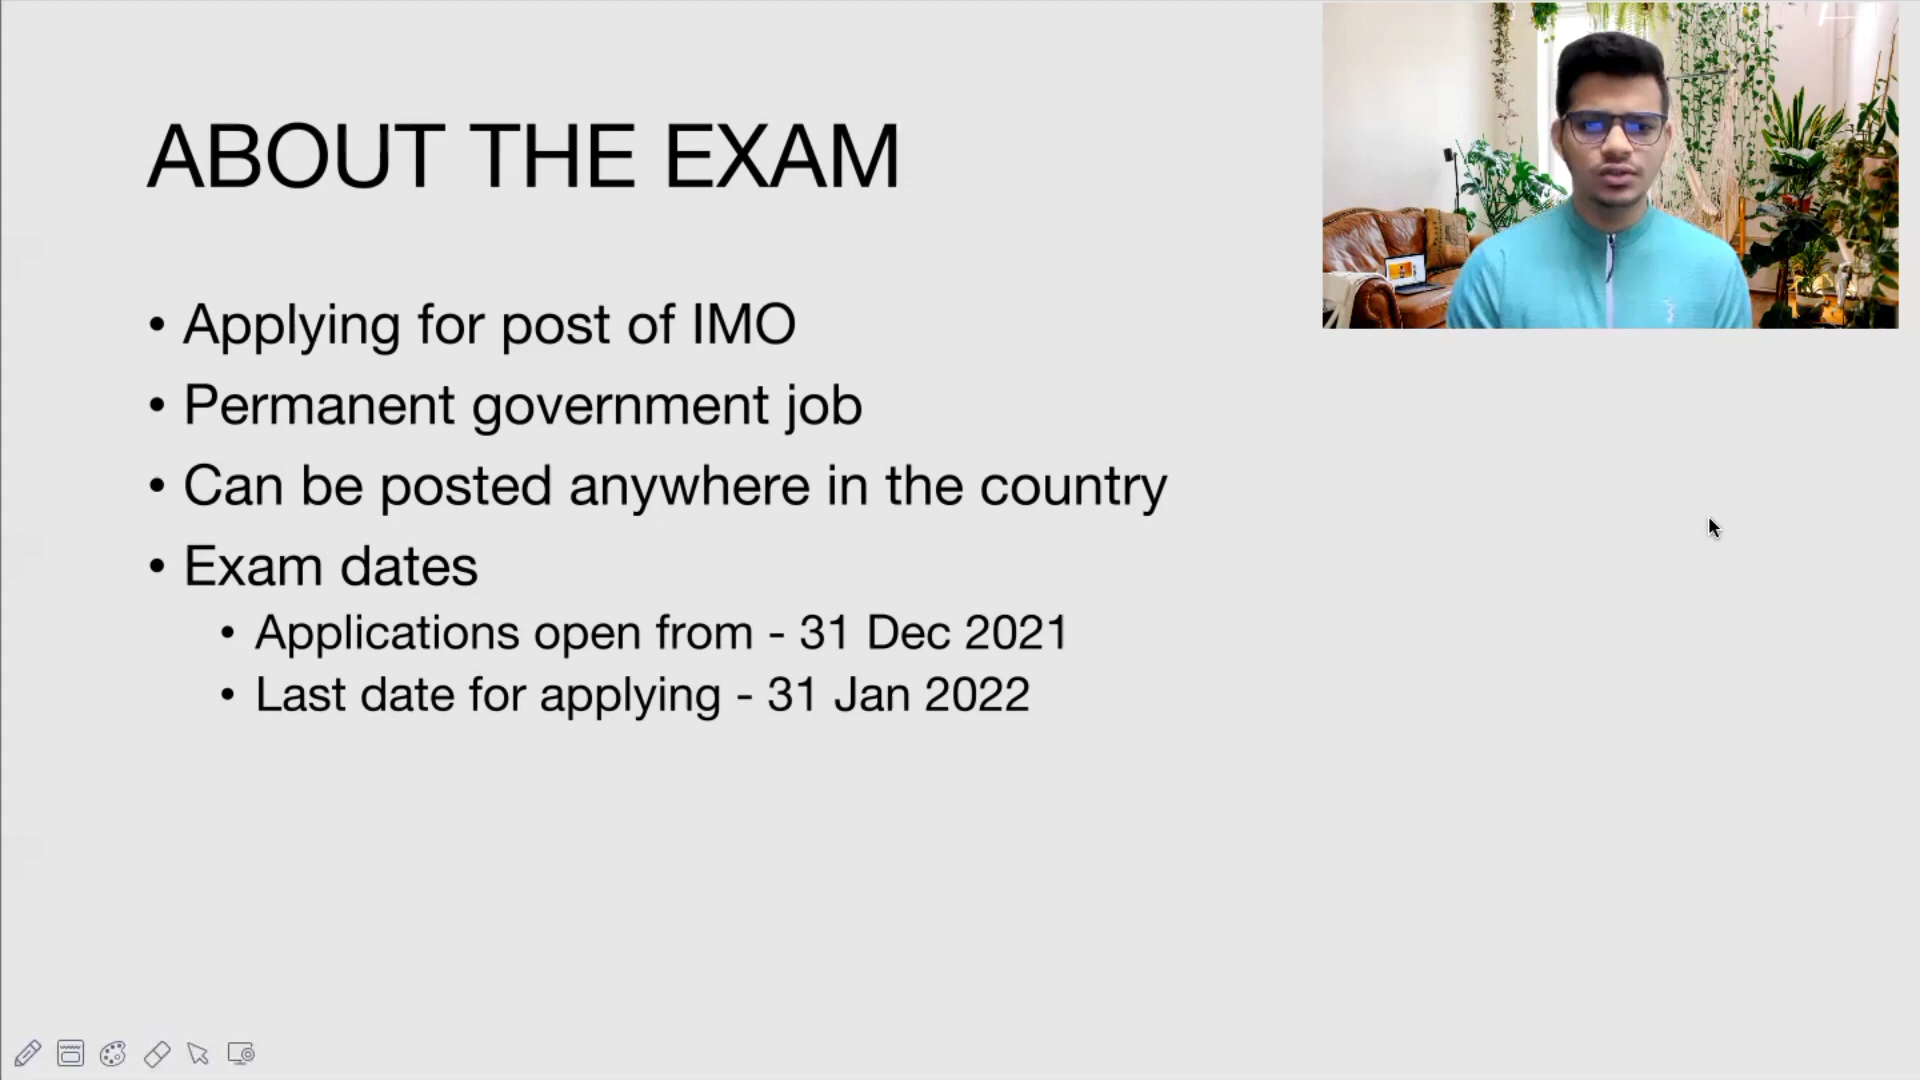 ABOUT THE EXAM
• Applying for post of IMO
• Permanent government job
• Can be posted anywhere in the country
• Exam dates
• Applications open from - 31 Dec 2021
• Last date for applying - 31 Jan 2022